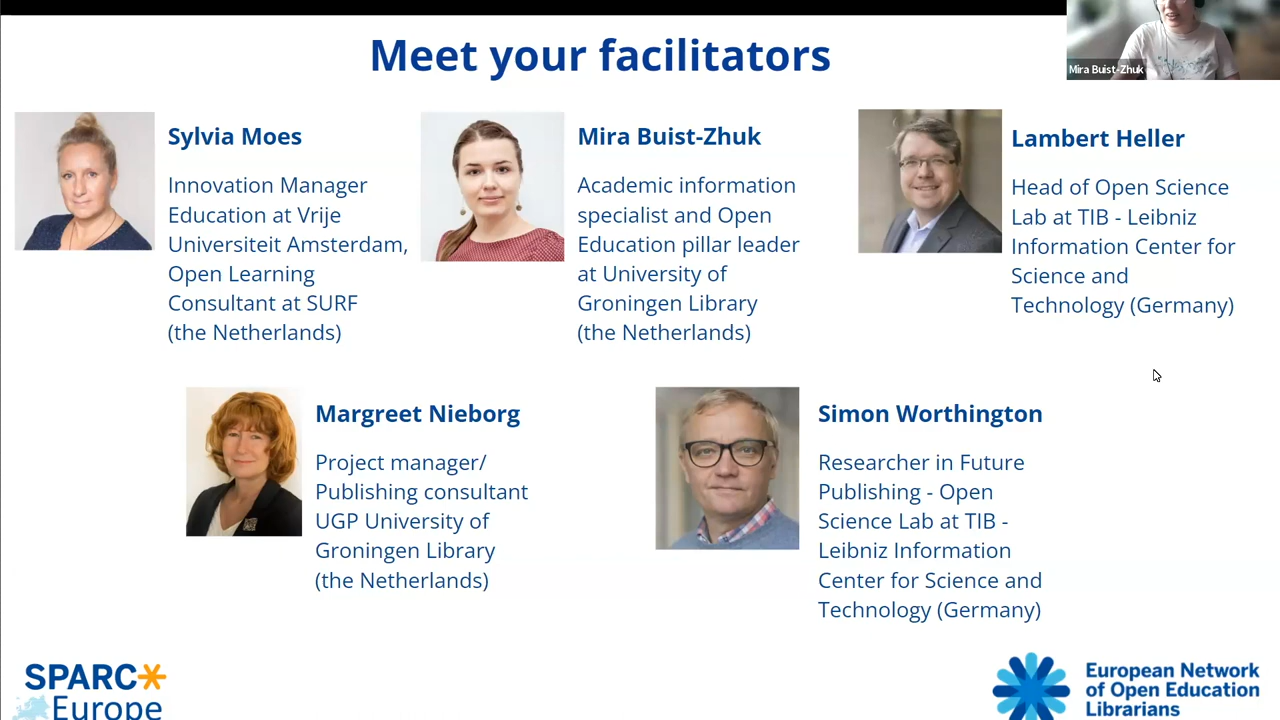 Meet your facilitators
Mira Buist-Zhuk
Sylvia Moes
Innovation Manager
Education at Vrije
Universiteit Amsterdam,
Open Learning
Consultant at SURF
(the Netherlands)
Mira Buist-Zhuk
Academic information
specialist and Open
Education pillar leader
at University of
Groningen Library
(the Netherlands)
Lambert Heller
Head of Open Science
Lab at TIB - Leibniz
Information Center for
Science and
Technology (Germany)
Margreet Nieborg
Project manager/
Publishing consultant
UGP University of
Groningen Library
(the Netherlands)
Simon Worthington
Researcher in Future
Publishing - Open
Science Lab at TIB -
Leibniz Information
Center for Science and
Technology (Germany)
SPARC
Europe
European Network
of Open Education
Librarians